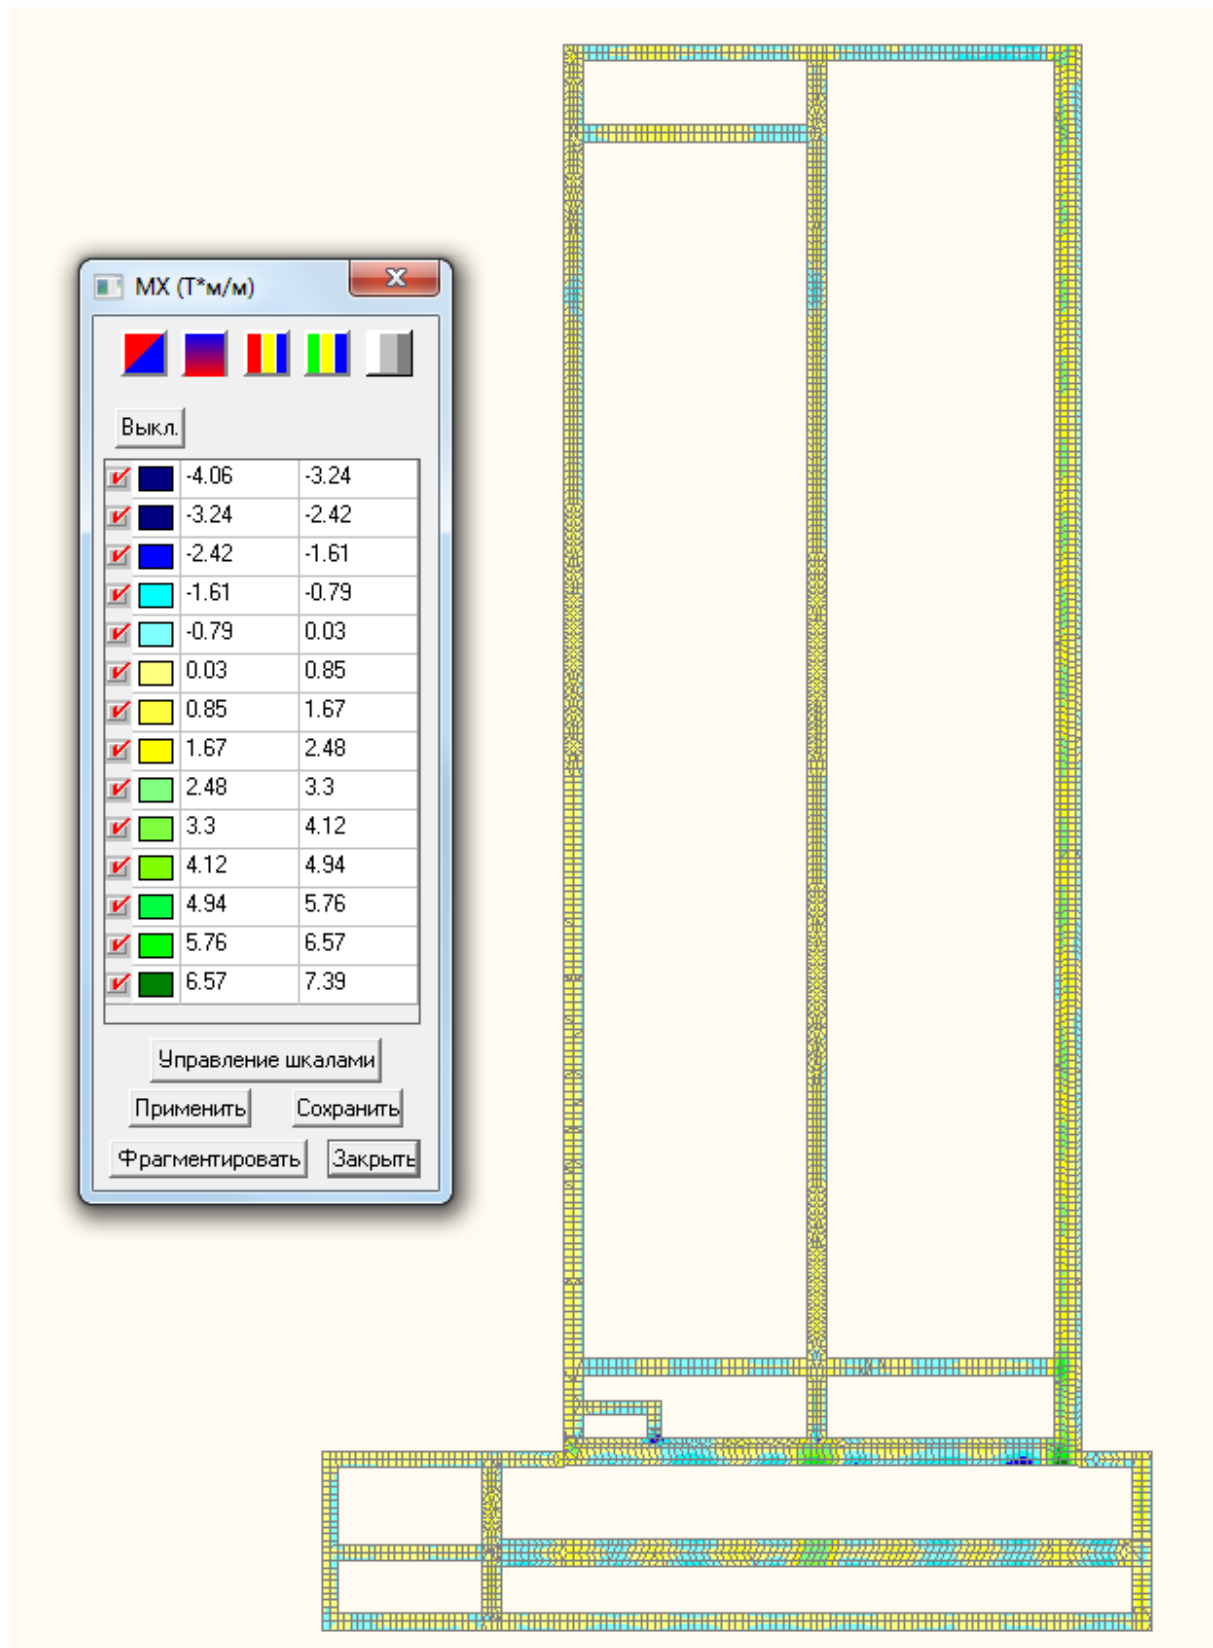 MX (Т*м/м)
Выкл.
-4.06 -3.24
-3.24 -2.42
-2.42 -1.61
-1.61 -0.79
-0.79 0.03
0.03 0.85
0.85 1.67
1.67 2.48
2.48 3.3
3.3 4.12
4.12 4.94
4.94 5.76
5.76 6.57
6.57 7.39
Управление шкалами
Применить Сохранить
Фрагментировать Закрыть